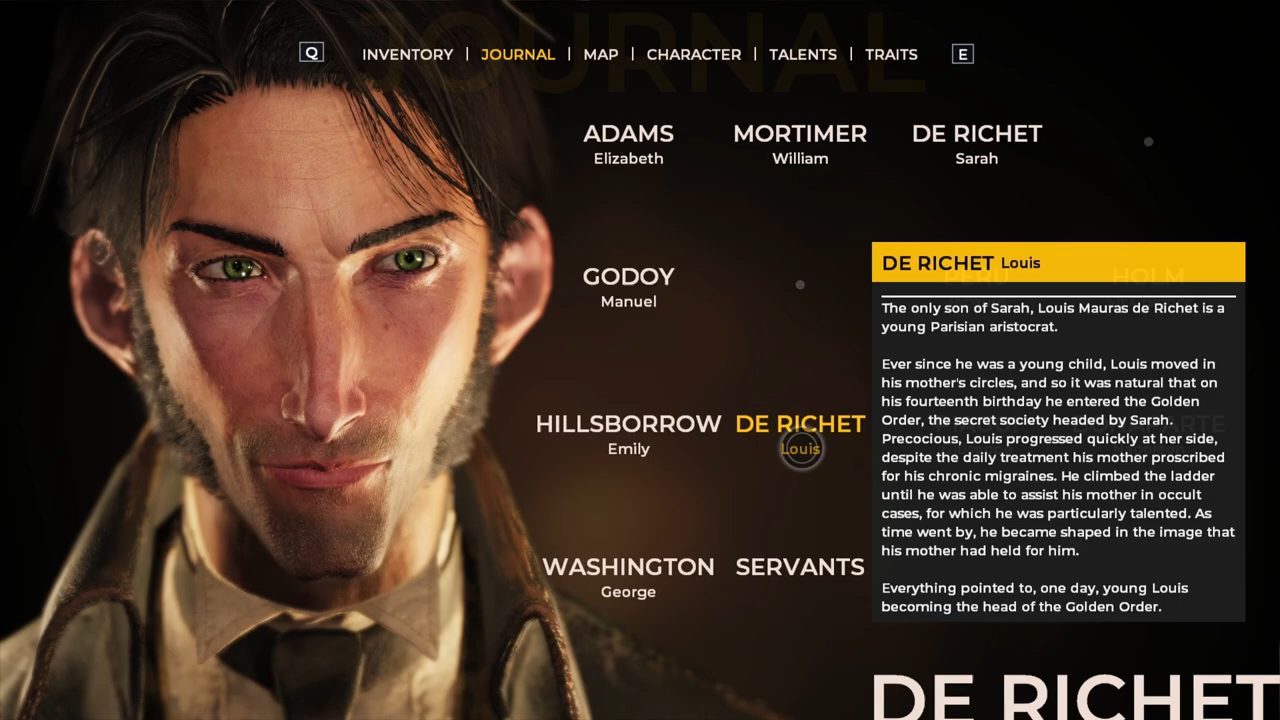 JOURNAL
Q INVENTORY | JOURNAL | MAP | CHARACTER | TALENTS | TRAITS E
ADAMS MORTIMER DE RICHET
Elizabeth William Sarah
GODOY
Manuel
HOLM
HILLSBORROW DE RICHET
Emily Louis
WASHINGTON SERVANTS
George
DE RICHET Louis
The only son of Sarah, Louis Mauras de Richet is a
young Parisian aristocrat.
Ever since he was a young child, Louis moved in
his mother's circles, and so it was natural that on
his fourteenth birthday he entered the Golden
Order, the secret society headed by Sarah.
Precocious, Louis progressed quickly at her side,
despite the daily treatment his mother proscribed
for his chronic migraines. He climbed the ladder
until he was able to assist his mother in occult
cases, for which he was particularly talented. As
time went by, he became shaped in the image that
his mother had held for him.
Everything pointed to, one day, young Louis
becoming the head of the Golden Order.
DE RICHET